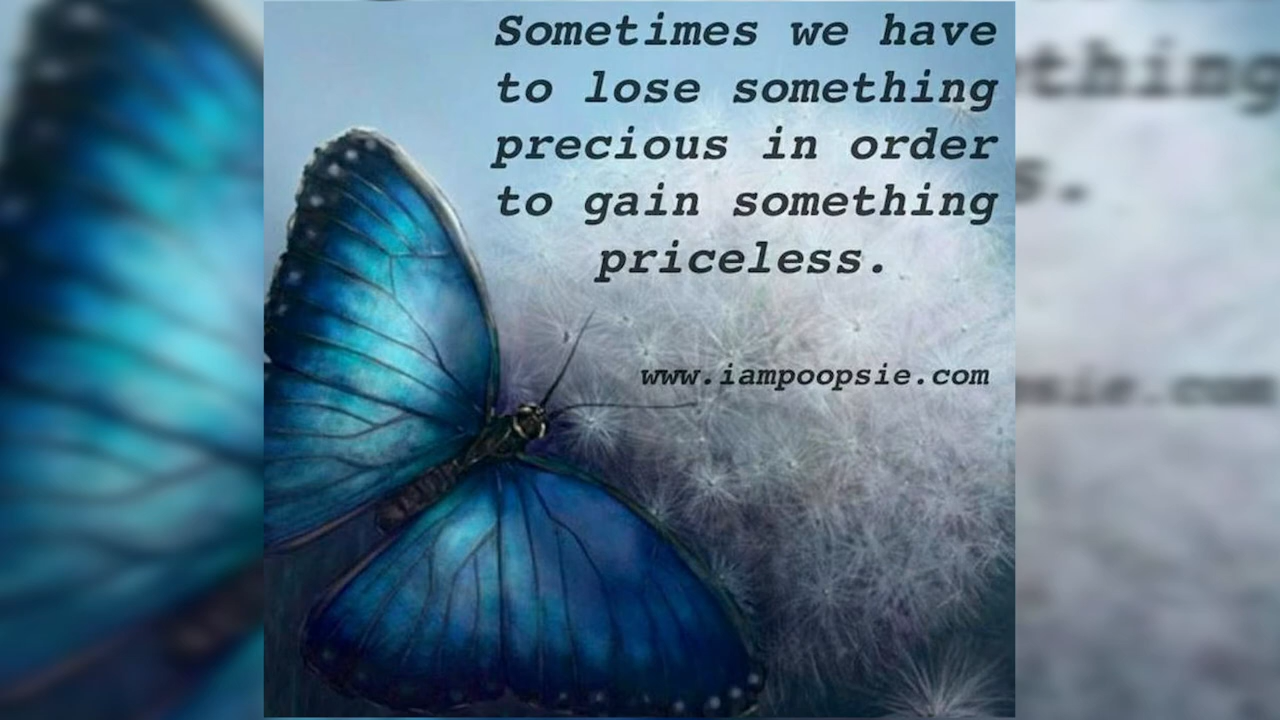 Sometimes we have
to lose something
precious in order
to gain something
priceless.
www.iampoopsie.com